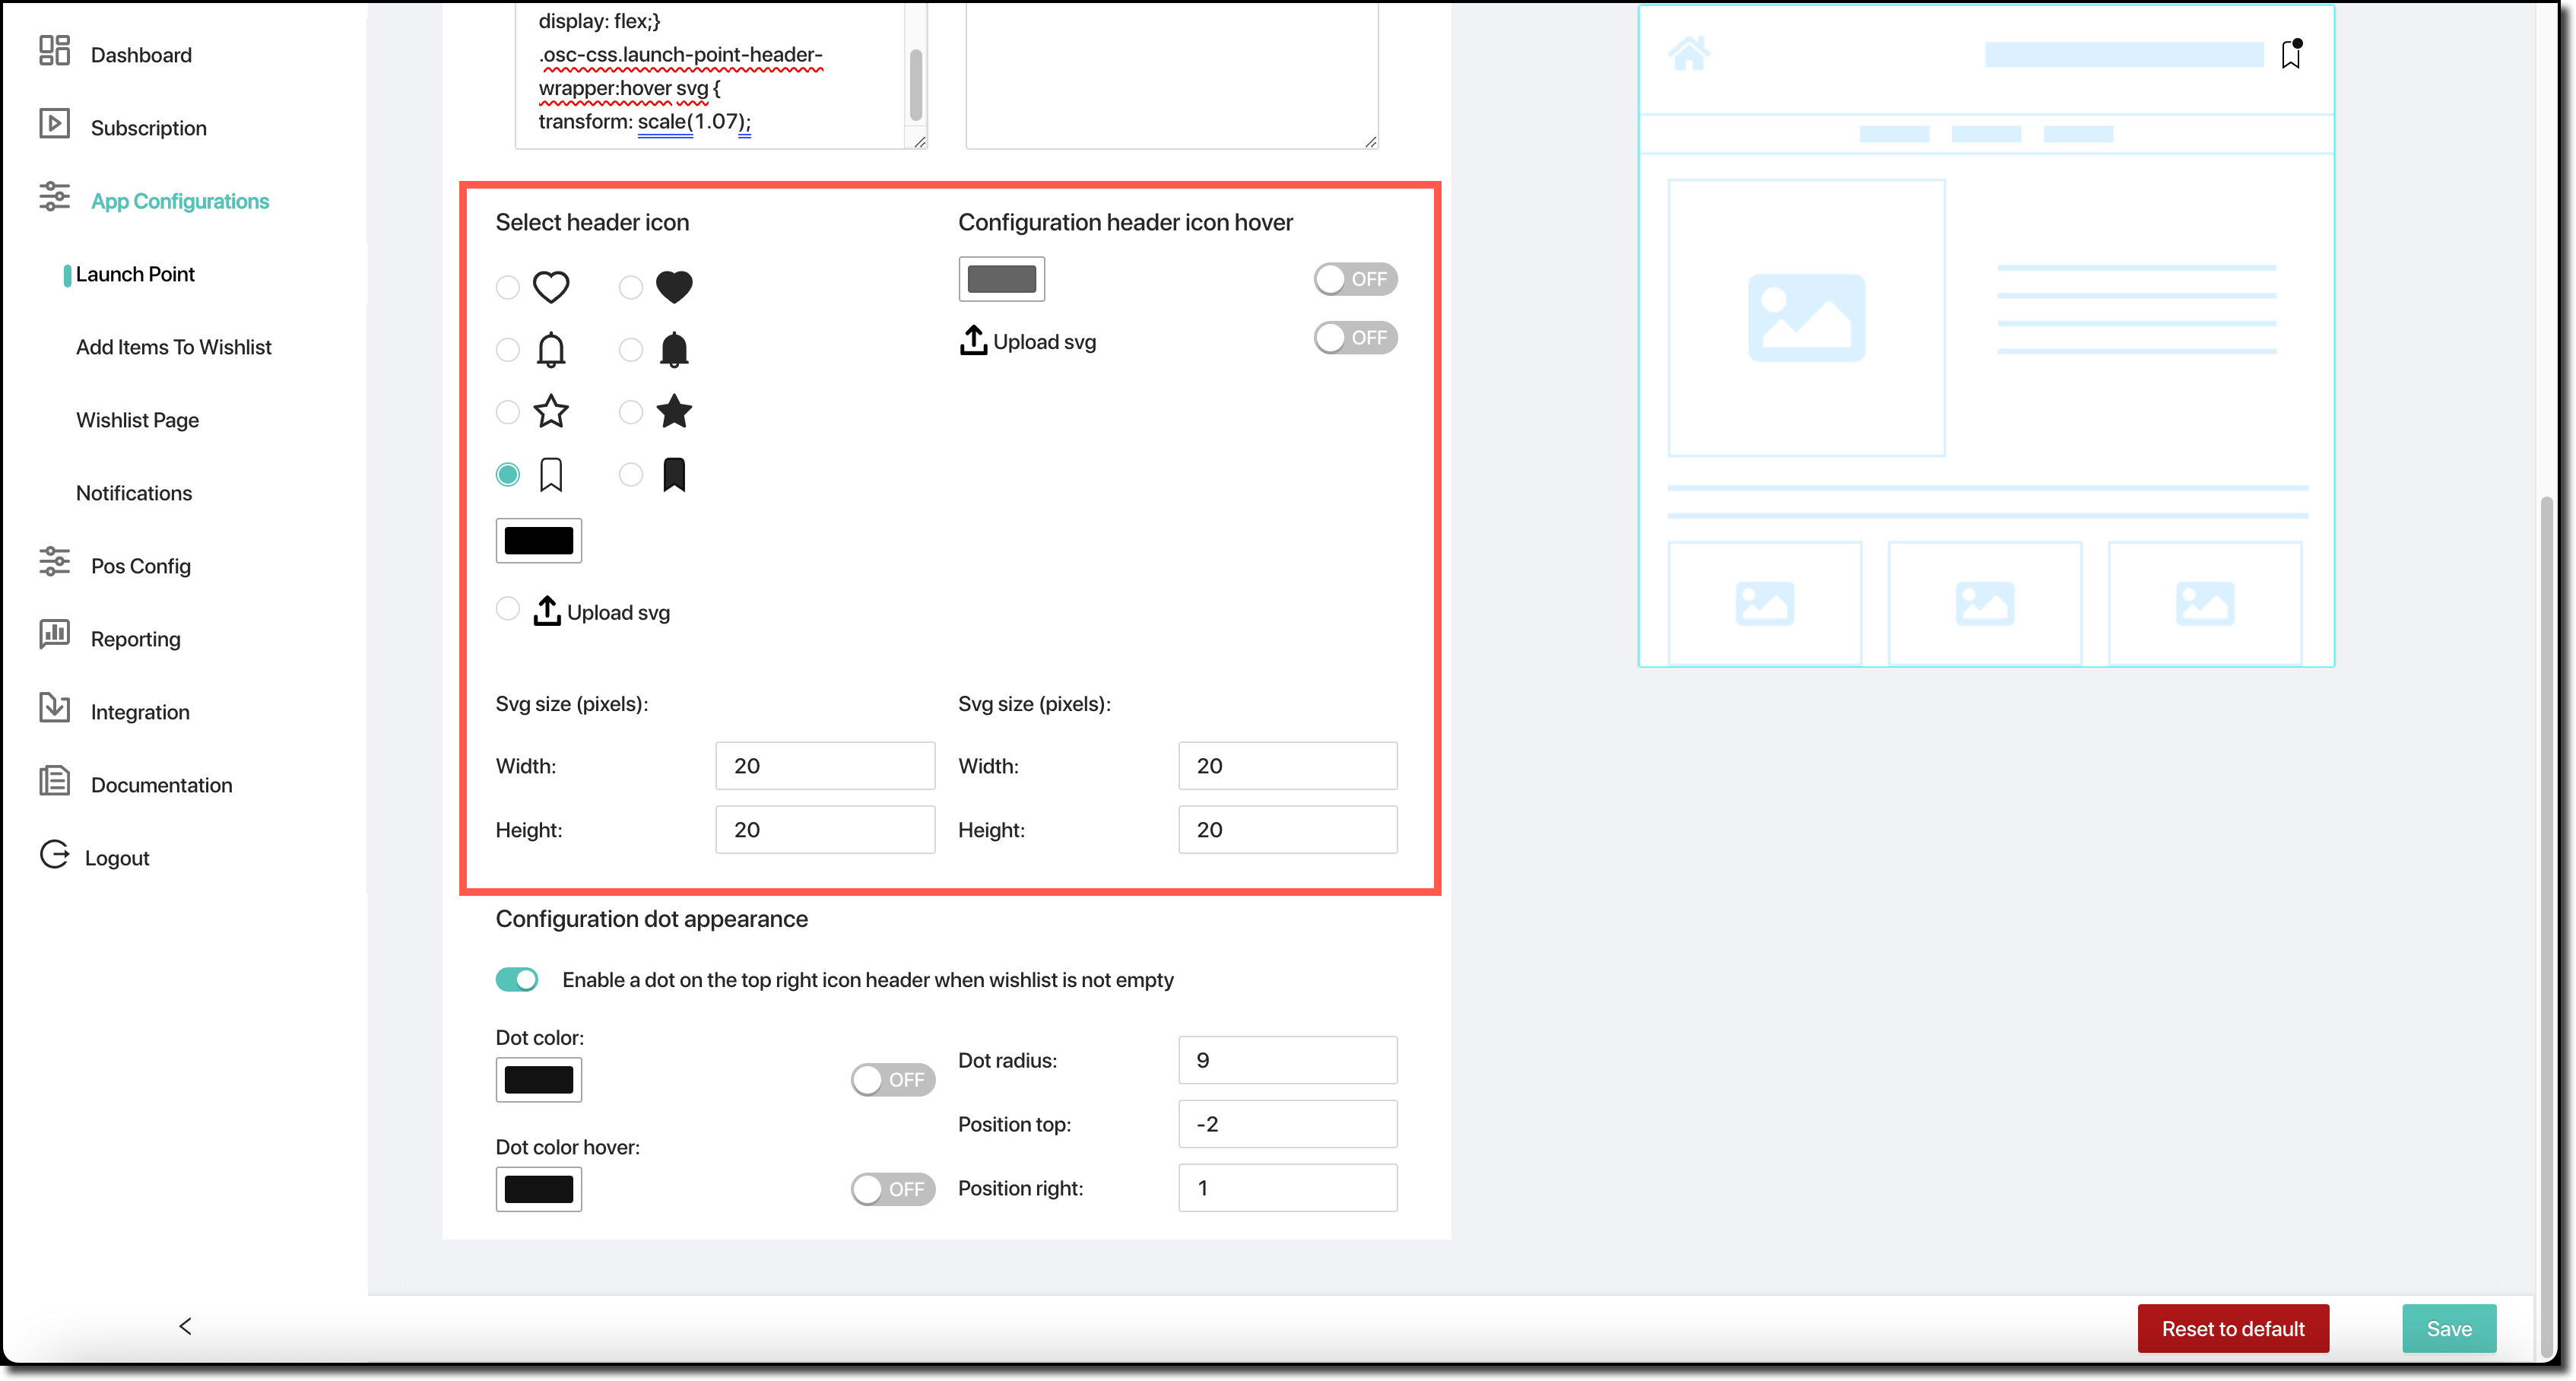 Dashboard
Subscription
App Configurations
Launch Point
Add Items To Wishlist
Wishlist Page
Notifications
Pos Config
Reporting
Integration
Documentation
Logout
display: flex;}
.osc-css.launch-point-header-
wrapper:hover svg {
transform: scale(1.07);
Select header icon
Configuration header icon hover
OFF
Upload svg
OFF
Upload svg
Svg size (pixels):
Svg size (pixels):
Width: 20
Width: 20
Height: 20
Height: 20
Configuration dot appearance
Enable a dot on the top right icon header when wishlist is not empty
Dot color:
OFF
Dot color hover:
OFF
Dot radius: 9
Position top: -2
Position right: 1
Reset to default
Save